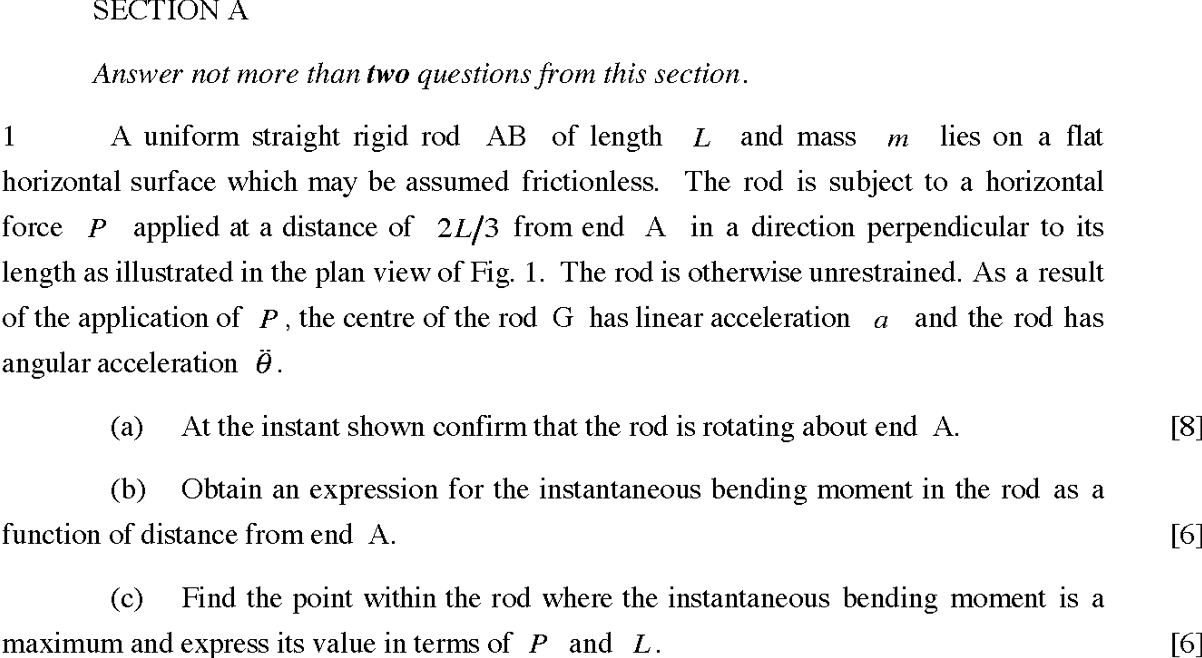 SECTION A
Answer not more than two questions from this section.
1 A uniform straight rigid rod AB of length L and mass m lies on a flat
horizontal surface which may be assumed frictionless. The rod is subject to a horizontal
force P applied at a distance of 2L/3 from end A in a direction perpendicular to its
length as illustrated in the plan view of Fig. 1. The rod is otherwise unrestrained. As a result
of the application of P, the centre of the rod G has linear acceleration a and the rod has
angular acceleration θ̈.
(a) At the instant shown confirm that the rod is rotating about end A. [8]
(b) Obtain an expression for the instantaneous bending moment in the rod as a
function of distance from end A. [6]
(c) Find the point within the rod where the instantaneous bending moment is a
maximum and express its value in terms of P and L. [6]